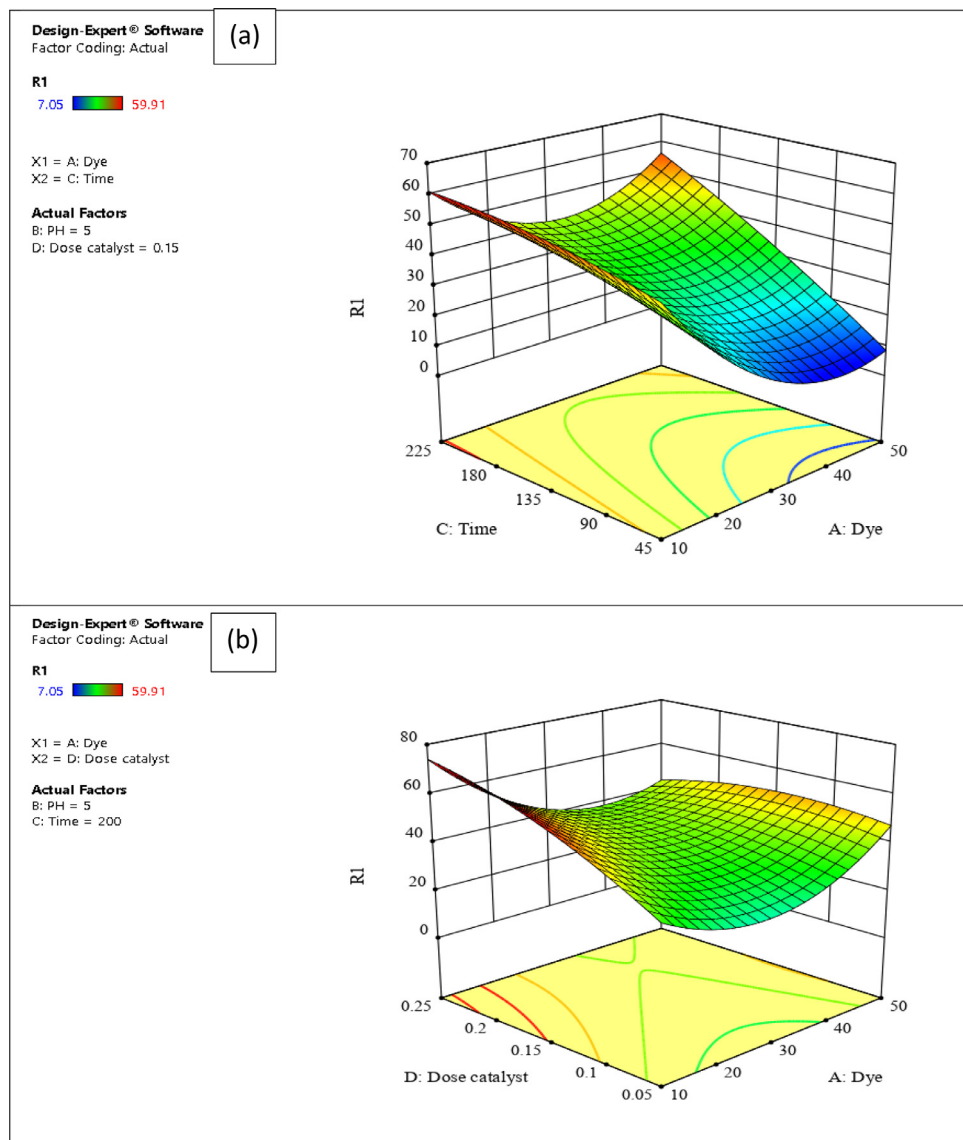 Design-Expert® Software
Factor Coding: Actual
(a)
R1
7.05 59.91
X1 = A: Dye
X2 = C: Time
Actual Factors
B: PH = 5
D: Dose catalyst = 0.15
70
60
50
40
30
20
10
0
R1
225
180
135
90
45
C: Time
10
20
30
40
50
A: Dye
Design-Expert® Software
Factor Coding: Actual
(b)
R1
7.05 59.91
X1 = A: Dye
X2 = D: Dose catalyst
Actual Factors
B: PH = 5
C: Time = 200
80
60
40
20
0
R1
0.25
0.2
0.15
0.1
0.05
D: Dose catalyst
10
20
30
40
50
A: Dye